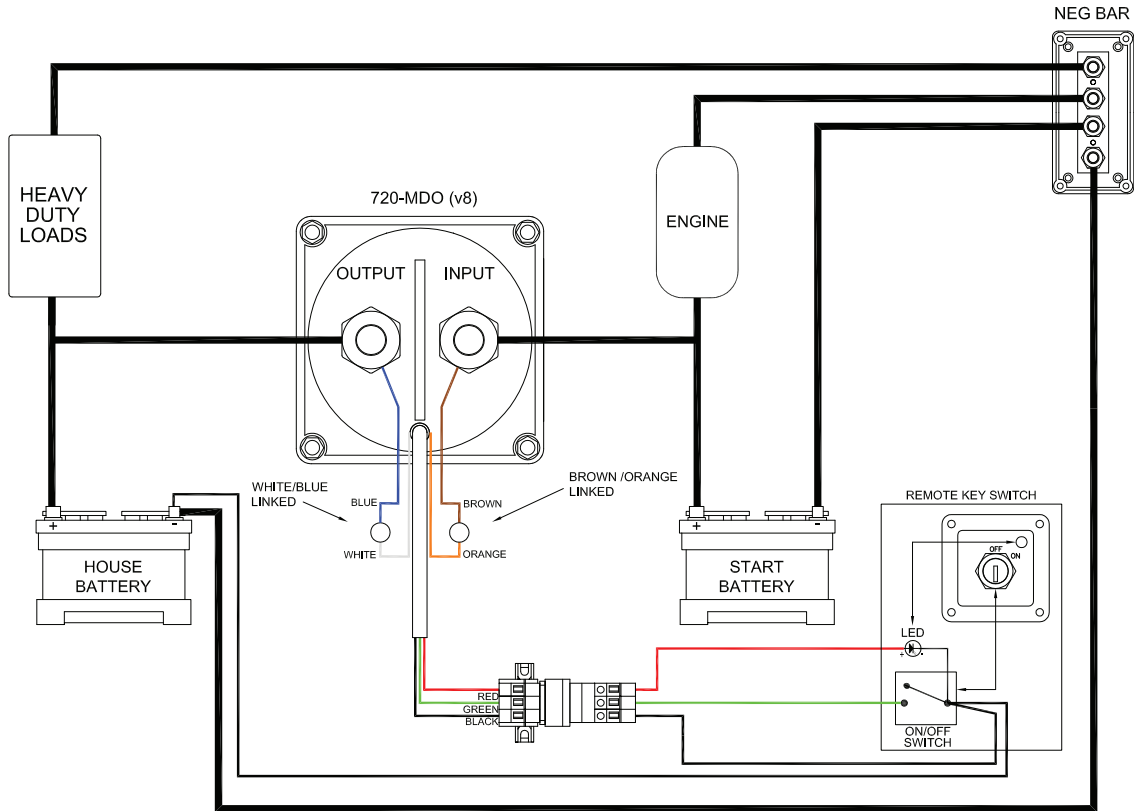 NEG BAR
HEAVY
DUTY
LOADS
720-MDO (v8)
ENGINE
OUTPUT
INPUT
WHITE/BLUE
LINKED
BROWN /ORANGE
LINKED
BLUE
BROWN
WHITE
ORANGE
REMOTE KEY SWITCH
OFF
ON
+
-
HOUSE
BATTERY
+
-
START
BATTERY
LED
+
-
RED
GREEN
BLACK
ON/OFF
SWITCH